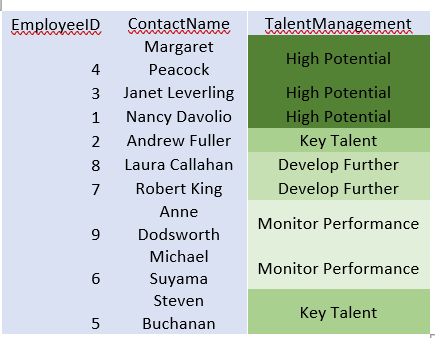 EmployeeID ContactName TalentManagement
Margaret
4 Peacock High Potential
3 Janet Leverling High Potential
1 Nancy Davolio High Potential
2 Andrew Fuller Key Talent
8 Laura Callahan Develop Further
7 Robert King Develop Further
Anne
9 Dodsworth Monitor Performance
Michael
6 Suyama Monitor Performance
Steven
5 Buchanan Key Talent